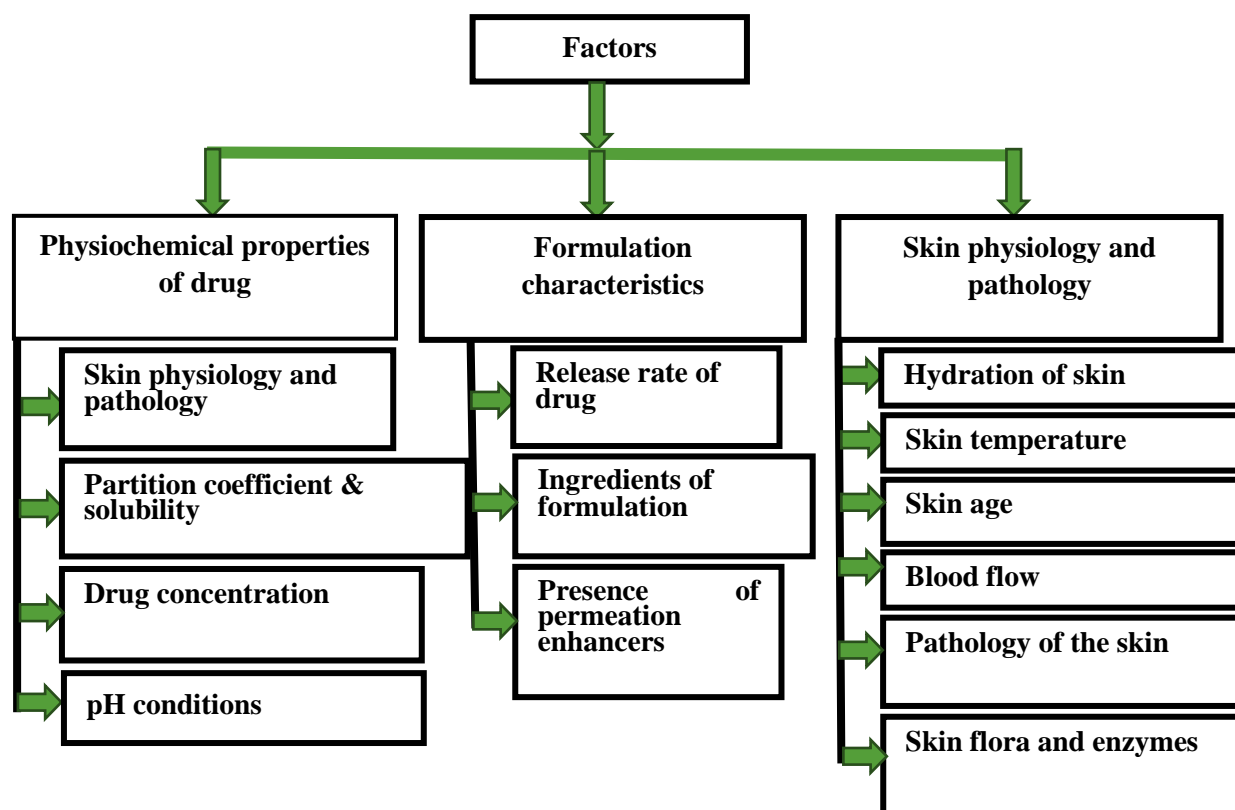 Factors
Physiochemical properties
of drug
Skin physiology and
pathology
Partition coefficient &
solubility
Drug concentration
pH conditions
Formulation
characteristics
Release rate of
drug
Ingredients of
formulation
Presence of
permeation
enhancers
Skin physiology and
pathology
Hydration of skin
Skin temperature
Skin age
Blood flow
Pathology of the skin
Skin flora and enzymes